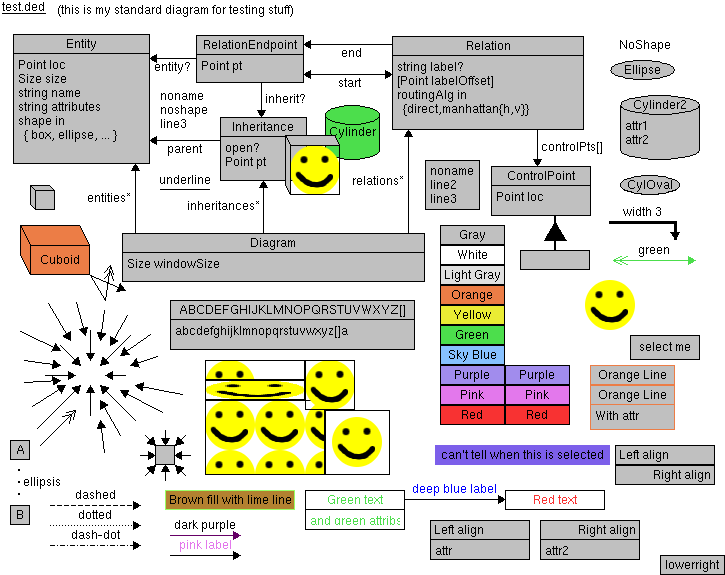 test.ded (this is my standard diagram for testing stuff)
Entity
Point loc
Size size
string name
string attributes
shape in
{ box, ellipse, ... }
entity?
RelationEndpoint
Point pt
end
start
Relation
string label?
[Point labelOffset]
routingAlg in
{direct,manhattan{h,v}}
NoShape
Ellipse
Cylinder2
attr1
attr2
CylOval
noname
noshape
line3
inherit?
Inheritance
open?
Point pt
parent
Cylinder
underline
entities*
inheritances*
relations*
noname
line2
line3
controlPts[]
ControlPoint
Point loc
width 3
green
Cuboid
Diagram
Size windowSize
Gray
White
Light Gray
Orange
Yellow
Green
Sky Blue
Purple Purple
Pink Pink
Red Red
ABCDEFGHIJKLMNOPQRSTUVWXYZ[]
abcdefghijklmnopqrstuvwxyz[]a
select me
Orange Line
Orange Line
With attr
A
ellipsis
B
can't tell when this is selected
Left align
Right align
dashed
dotted
dash-dot
Brown fill with lime line
dark purple
pink label
Green text
and green attribs
deep blue label
Red text
Left align
attr
Right align
attr2
lowerright